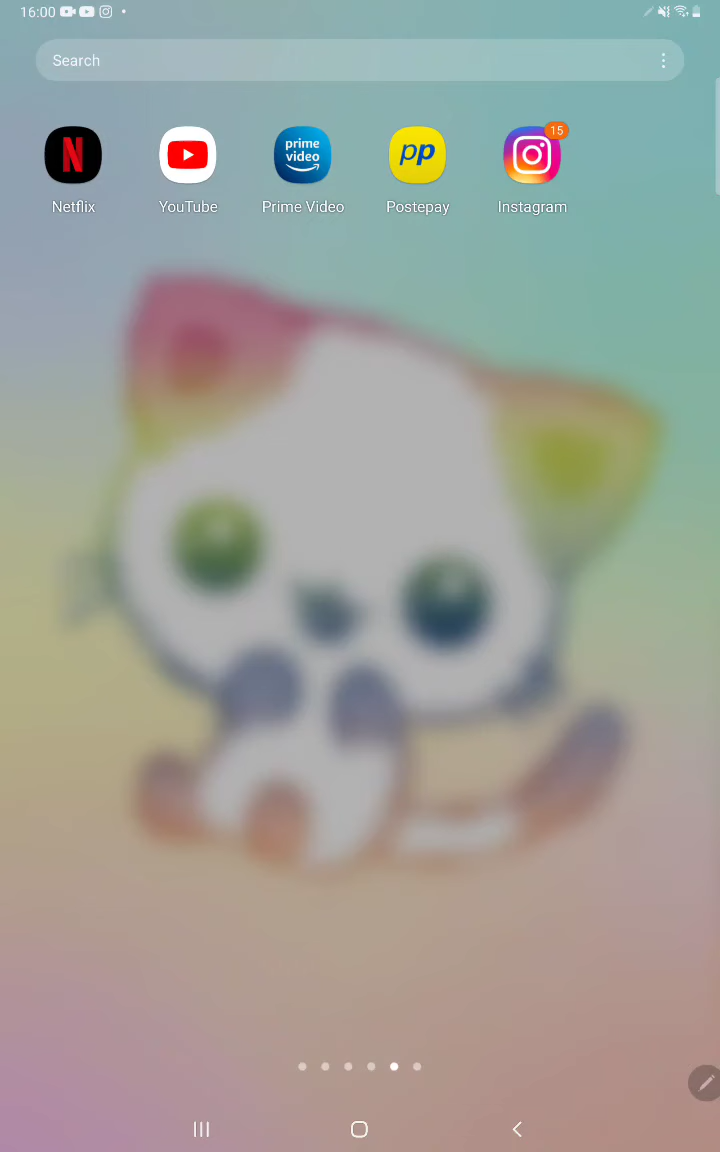 16:00
Search
N
prime
video
pp
15
Netflix
YouTube
Prime Video
Postepay
Instagram